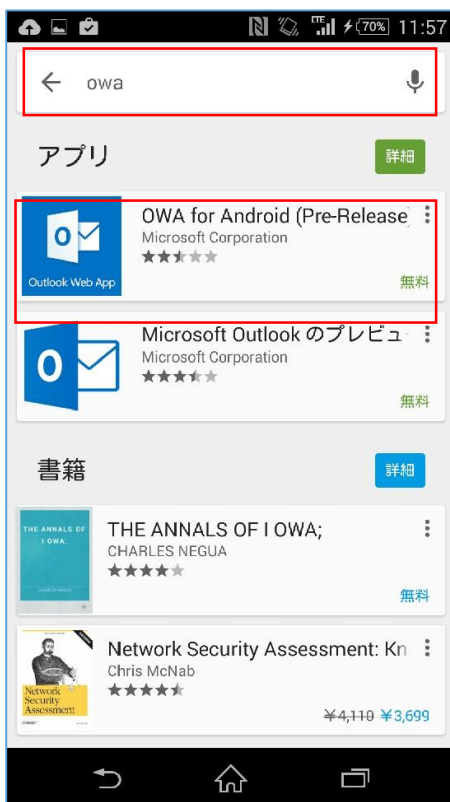 LTE 70% 11:57
owa
アプリ 詳細
OWA for Android (Pre-Release)
Microsoft Corporation
Outlook Web App
無料
Microsoft Outlook のプレビュ
Microsoft Corporation
無料
書籍 詳細
THE ANNALS OF I OWA;
CHARLES NEGUA
THE ANNALS OF
I OWA;
無料
Network Security Assessment: Kn
Chris McNab
Network
Security
Assessment
¥4,110 ¥3,699